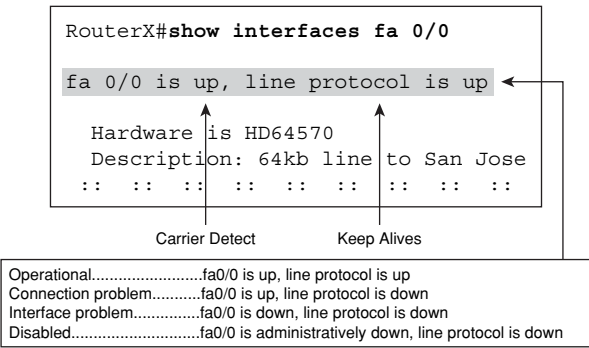 RouterX#show interfaces fa 0/0
fa 0/0 is up, line protocol is up
Hardware is HD64570
Description: 64kb line to San Jose
:: :: :: :: :: :: :: :: ::
Carrier Detect Keep Alives
Operational.........................fa0/0 is up, line protocol is up
Connection problem...........fa0/0 is up, line protocol is down
Interface problem...............fa0/0 is down, line protocol is down
Disabled.............................fa0/0 is administratively down, line protocol is down